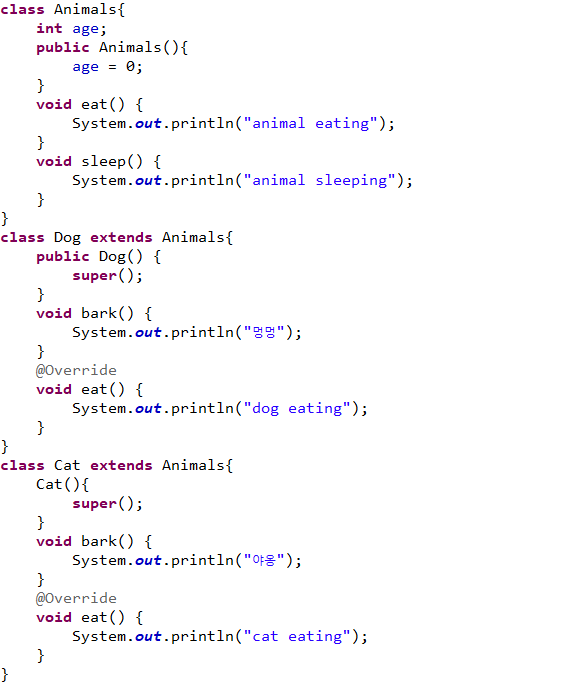 class Animals{
    int age;
    public Animals(){
        age = 0;
    }
    void eat() {
        System.out.println("animal eating");
    }
    void sleep() {
        System.out.println("animal sleeping");
    }
}
class Dog extends Animals{
    public Dog() {
        super();
    }
    void bark() {
        System.out.println("멍멍");
    }
    @Override
    void eat() {
        System.out.println("dog eating");
    }
}
class Cat extends Animals{
    Cat(){
        super();
    }
    void bark() {
        System.out.println("야옹");
    }
    @Override
    void eat() {
        System.out.println("cat eating");
    }
}